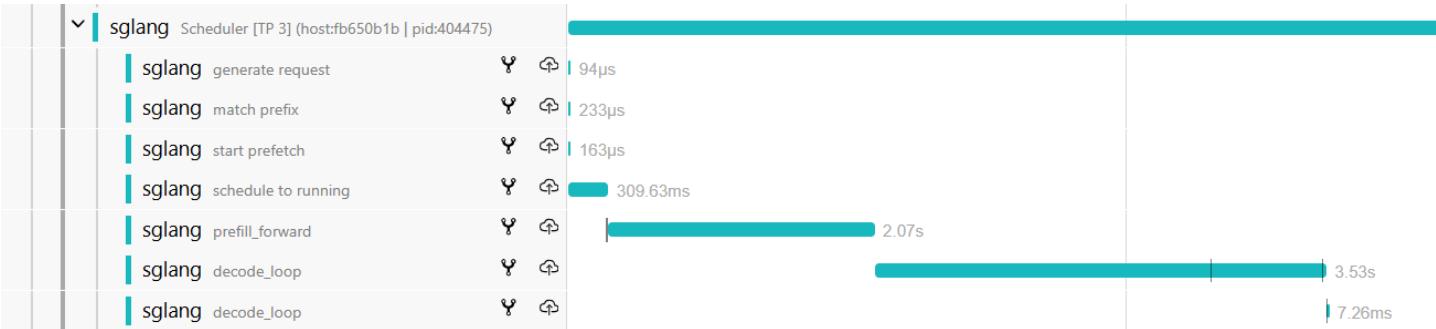 sglang Scheduler [TP 3] (host:fb650b1b | pid:404475)
sglang generate request 94μs
sglang match prefix 233μs
sglang start prefetch 163μs
sglang schedule to running 309.63ms
sglang prefill_forward 2.07s
sglang decode_loop 3.53s
sglang decode_loop 7.26ms